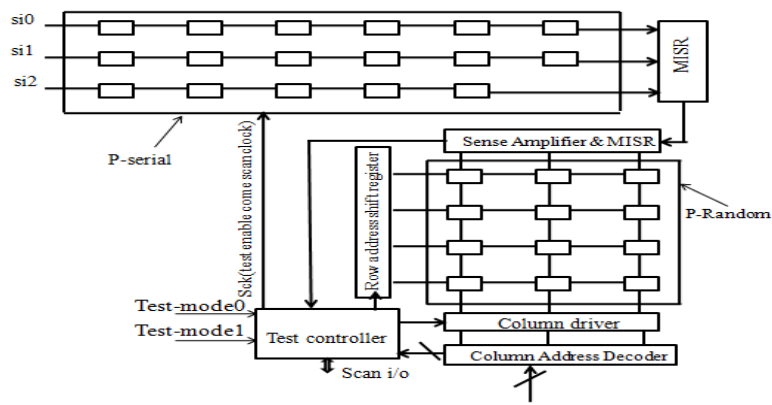 si0
si1
si2
MISR
P-serial
Sck(test enable come scan clock)
Sense Amplifier & MISR
Row address shift register
P-Random
Test-mode0
Test-mode1
Test controller
Column driver
Column Address Decoder
Scan i/o